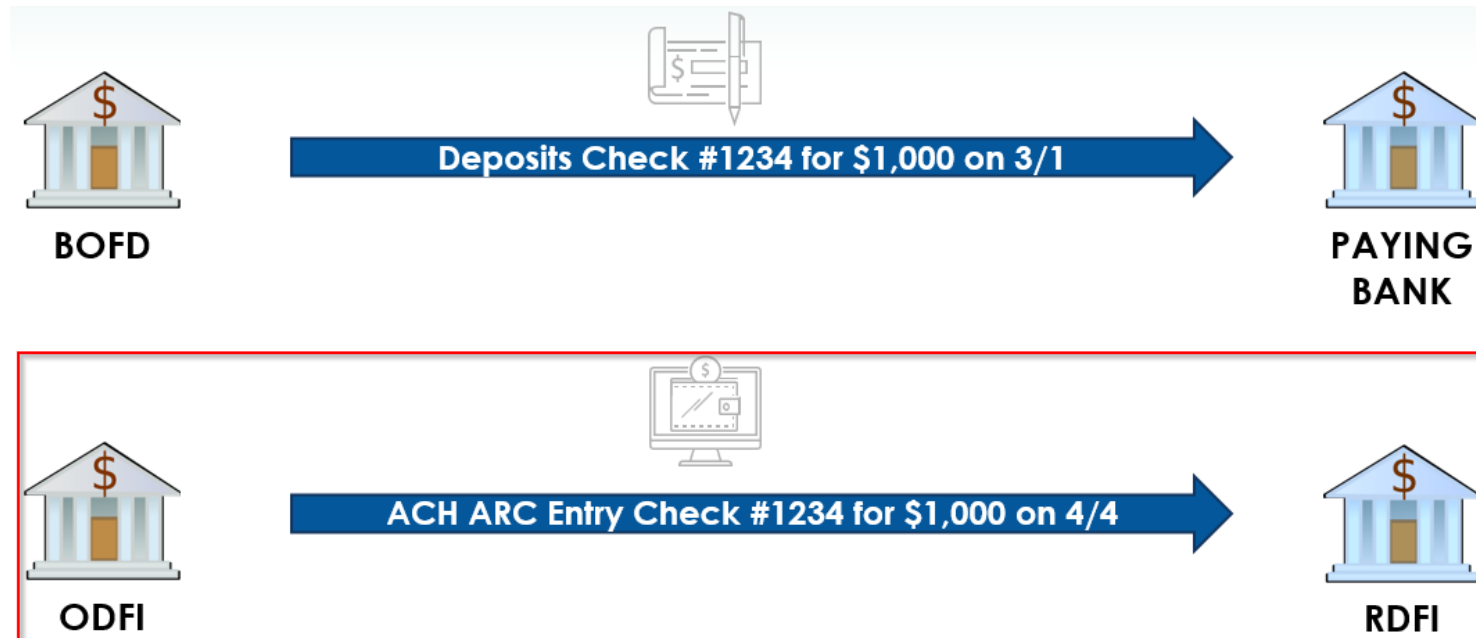 $
$
$
Deposits Check #1234 for $1,000 on 3/1
BOFD
PAYING
BANK
$
$
$
ACH ARC Entry Check #1234 for $1,000 on 4/4
ODFI
RDFI